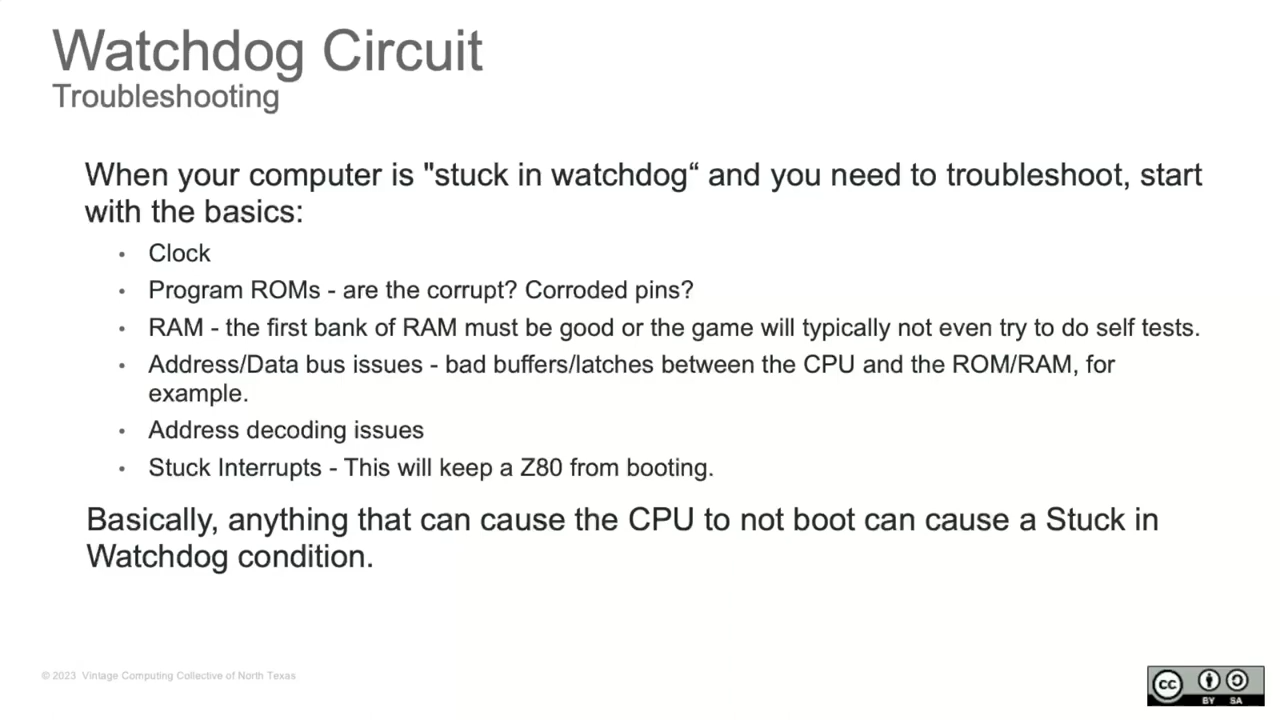 Watchdog Circuit
Troubleshooting
When your computer is "stuck in watchdog“ and you need to troubleshoot, start
with the basics:
• Clock
• Program ROMs - are the corrupt? Corroded pins?
• RAM - the first bank of RAM must be good or the game will typically not even try to do self tests.
• Address/Data bus issues - bad buffers/latches between the CPU and the ROM/RAM, for
example.
• Address decoding issues
• Stuck Interrupts - This will keep a Z80 from booting.
Basically, anything that can cause the CPU to not boot can cause a Stuck in
Watchdog condition.
© 2023 Vintage Computing Collective of North Texas
cc
BY SA